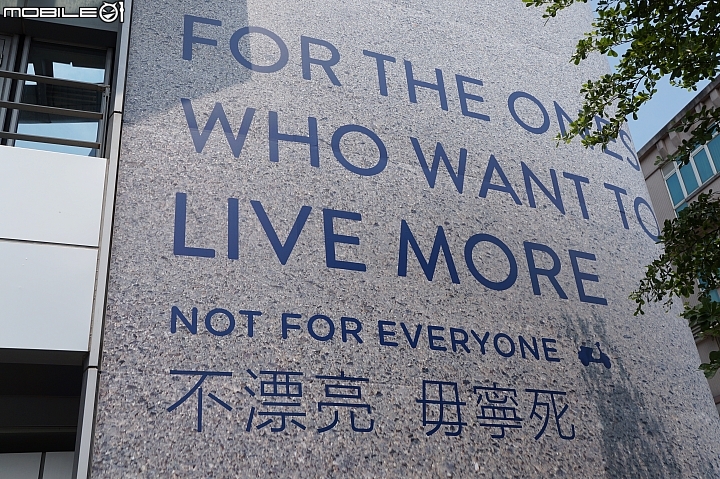 MOBILE01
FOR THE ONES
WHO WANT TO
LIVE MORE
NOT FOR EVERYONE
不漂亮 毋寧死